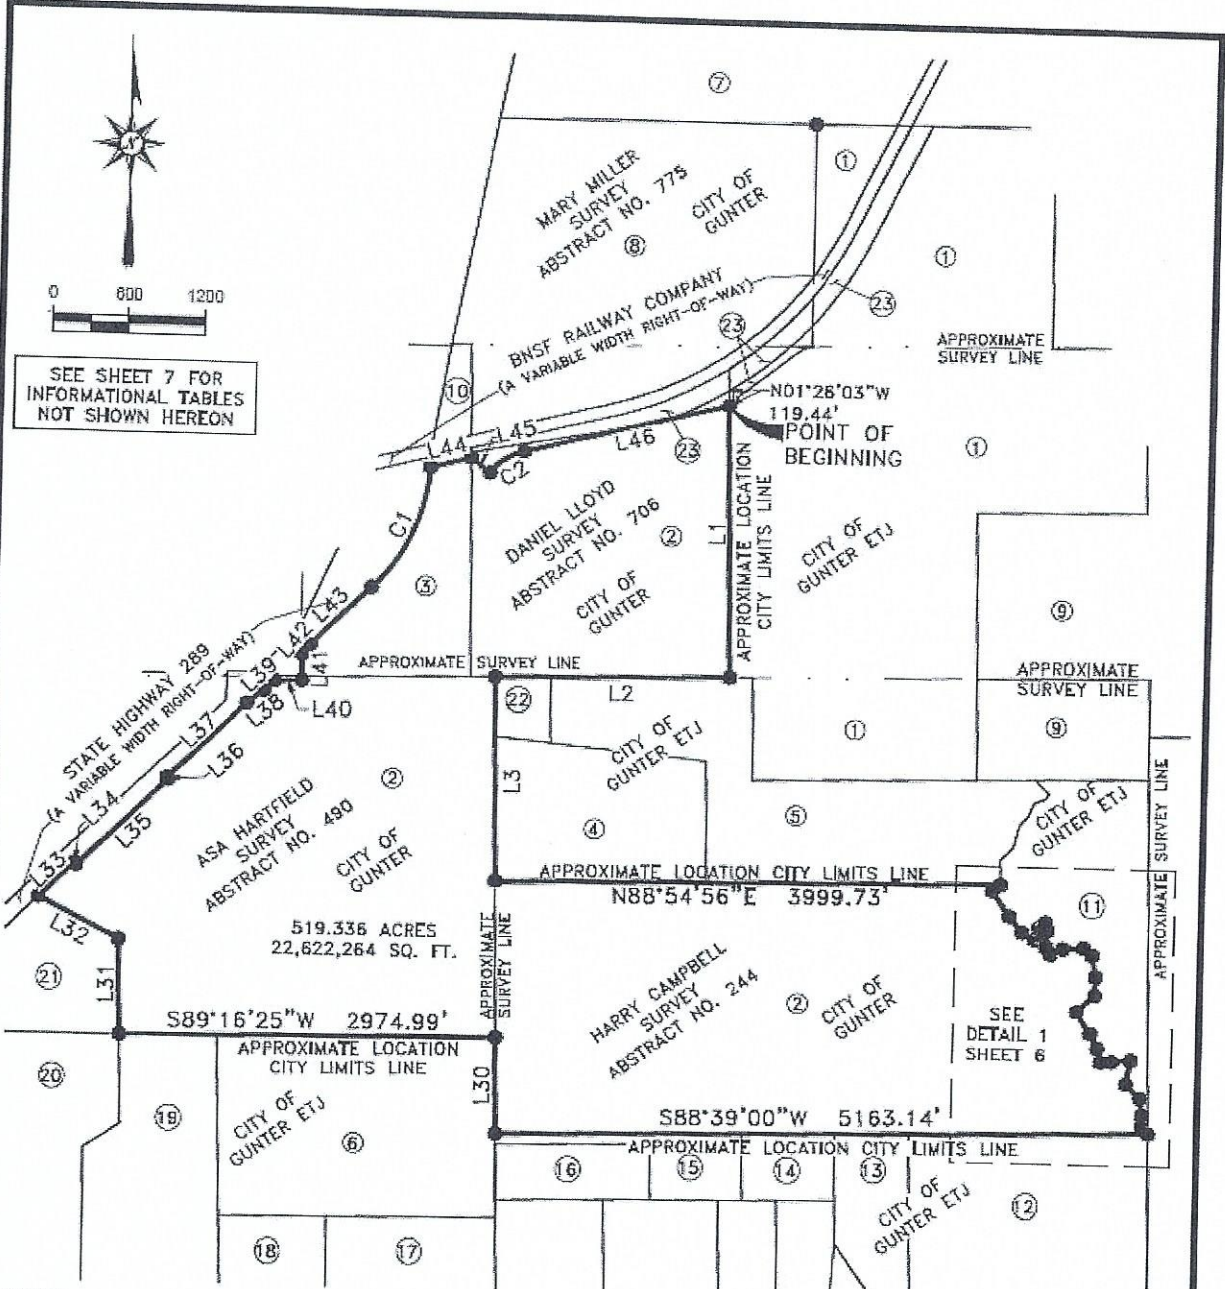 N
0 600 1200
SEE SHEET 7 FOR
INFORMATIONAL TABLES
NOT SHOWN HEREON
7
MARY MILLER
SURVEY
ABSTRACT NO. 775
8
CITY OF
GUNTER
1
1
BNSF RAILWAY COMPANY
(A VARIABLE WIDTH RIGHT-OF-WAY)
23
23
APPROXIMATE
SURVEY LINE
10
N01°26'03"W
119.44'
POINT OF
BEGINNING
L44
L45
L46
23
C2
C1
1
DANIEL LLOYD
SURVEY
ABSTRACT NO. 706
2
CITY OF
GUNTER
L1
APPROXIMATE LOCATION
CITY LIMITS LINE
CITY OF
GUNTER ETJ
3
9
L43
L42
L41
L39
L38
L40
APPROXIMATE SURVEY LINE
APPROXIMATE
SURVEY LINE
STATE HIGHWAY 289
(A VARIABLE WIDTH RIGHT-OF-WAY)
L37
L36
L34
L35
L33
L32
L31
22
L2
CITY OF
GUNTER ETJ
1
9
L3
4
5
CITY OF
GUNTER ETJ
APPROXIMATE SURVEY LINE
ASA HARTFIELD
SURVEY
ABSTRACT NO. 490
2
CITY OF
GUNTER
519.336 ACRES
22,622,264 SQ. FT.
APPROXIMATE LOCATION CITY LIMITS LINE
N88°54'56"E 3999.73'
11
APPROXIMATE
SURVEY LINE
21
HARRY CAMPBELL
SURVEY
ABSTRACT NO. 244
2
CITY OF
GUNTER
SEE
DETAIL 1
SHEET 6
S89°16'25"W 2974.99'
APPROXIMATE LOCATION
CITY LIMITS LINE
20
19
CITY OF
GUNTER ETJ
6
L30
S88°39'00"W 5163.14'
APPROXIMATE LOCATION CITY LIMITS LINE
16
15
14
13
CITY OF
GUNTER ETJ
12
18
17